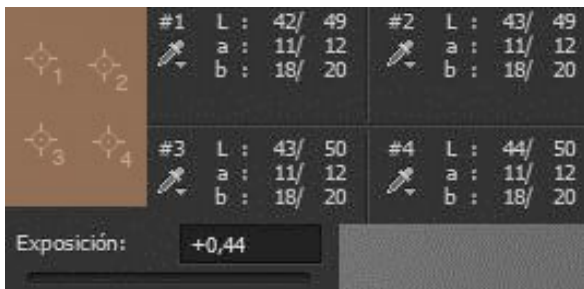 #1 L : 42/ 49 #2 L : 43/ 49
a : 11/ 12 a : 11/ 12
b : 18/ 20 b : 18/ 20
1 2
3 4
#3 L : 43/ 50 #4 L : 44/ 50
a : 11/ 12 a : 11/ 12
b : 18/ 20 b : 18/ 20
Exposición: +0,44